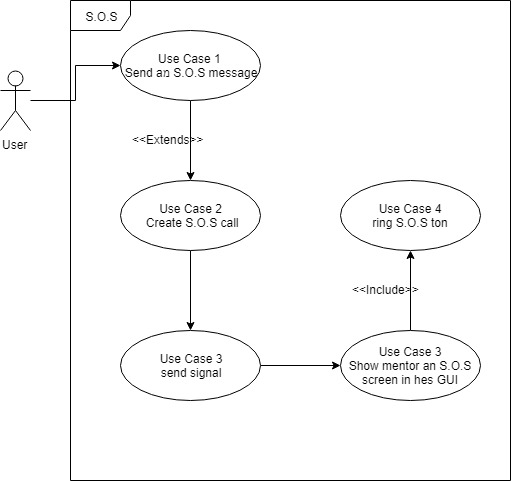 S.O.S
Use Case 1
Send an S.O.S message
User
<<Extends>>
Use Case 2
Create S.O.S call
Use Case 4
ring S.O.S ton
<<Include>>
Use Case 3
send signal
Use Case 3
Show mentor an S.O.S
screen in hes GUI